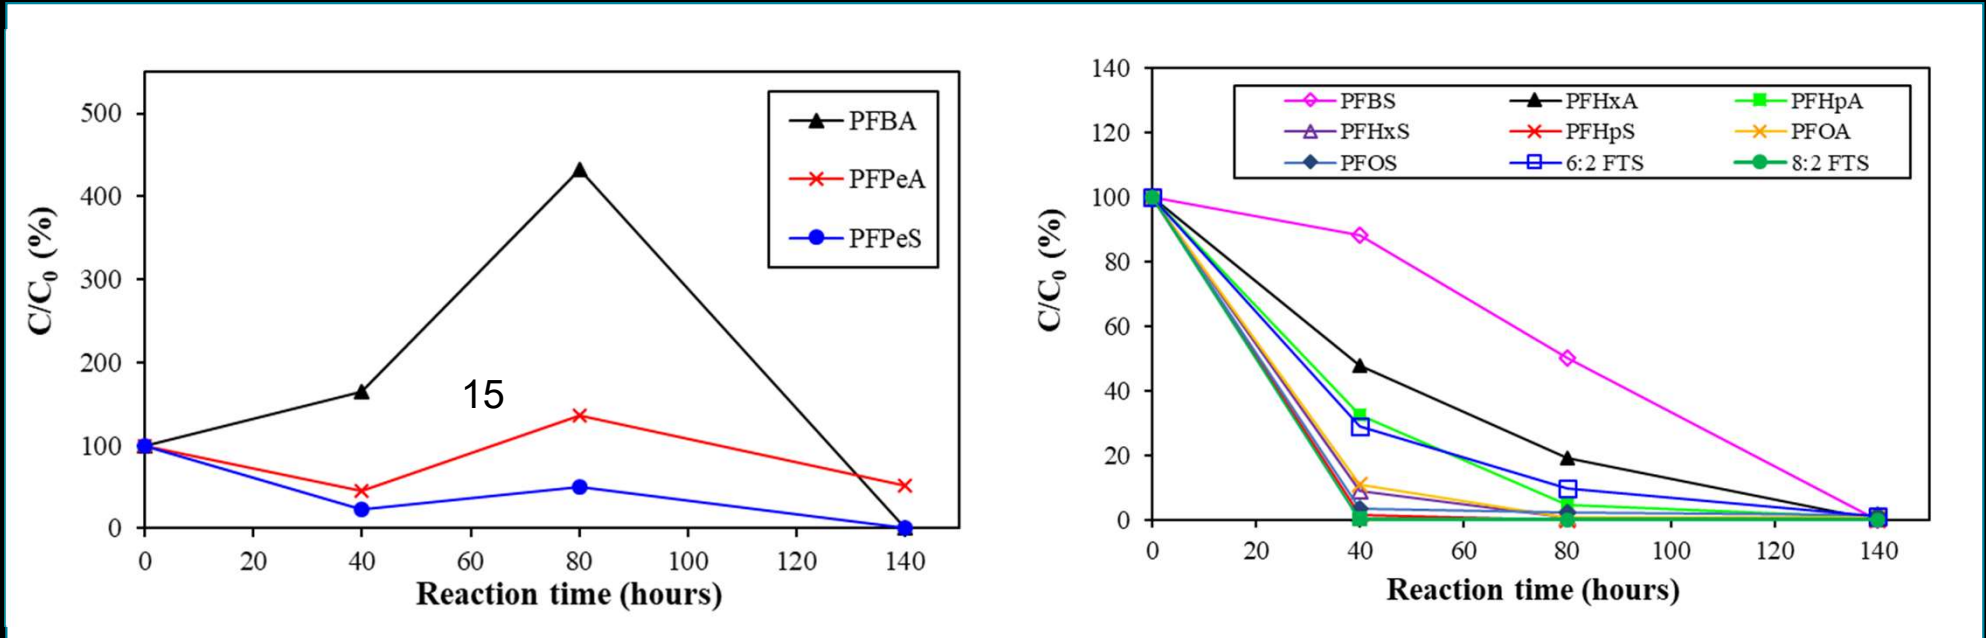 500
400
300
200
100
0
C/C0 (%)
PFBA
PFPeA
PFPeS
15
0 20 40 60 80 100 120 140
Reaction time (hours)
140
120
100
80
60
40
20
0
C/C0 (%)
PFBS PFHxA PFHpA
PFHxS PFHpS PFOA
PFOS 6:2 FTS 8:2 FTS
0 20 40 60 80 100 120 140
Reaction time (hours)